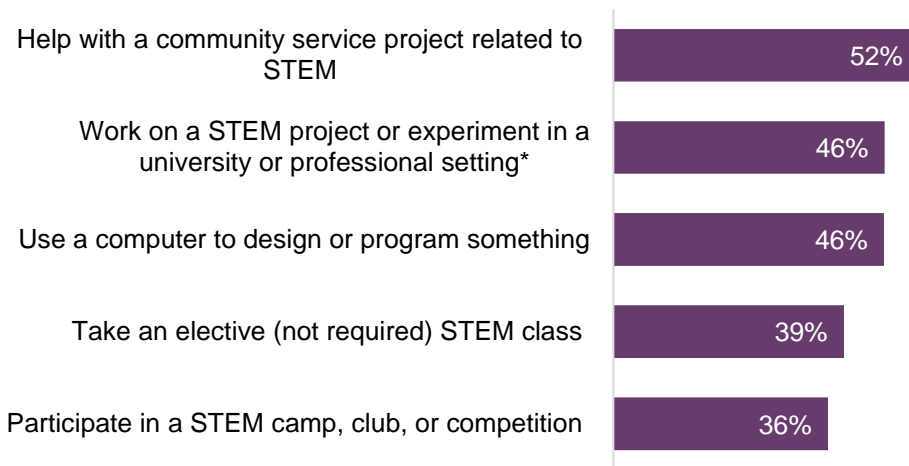 Help with a community service project related to
STEM
52%
Work on a STEM project or experiment in a
university or professional setting*
46%
Use a computer to design or program something
46%
Take an elective (not required) STEM class
39%
Participate in a STEM camp, club, or competition
36%